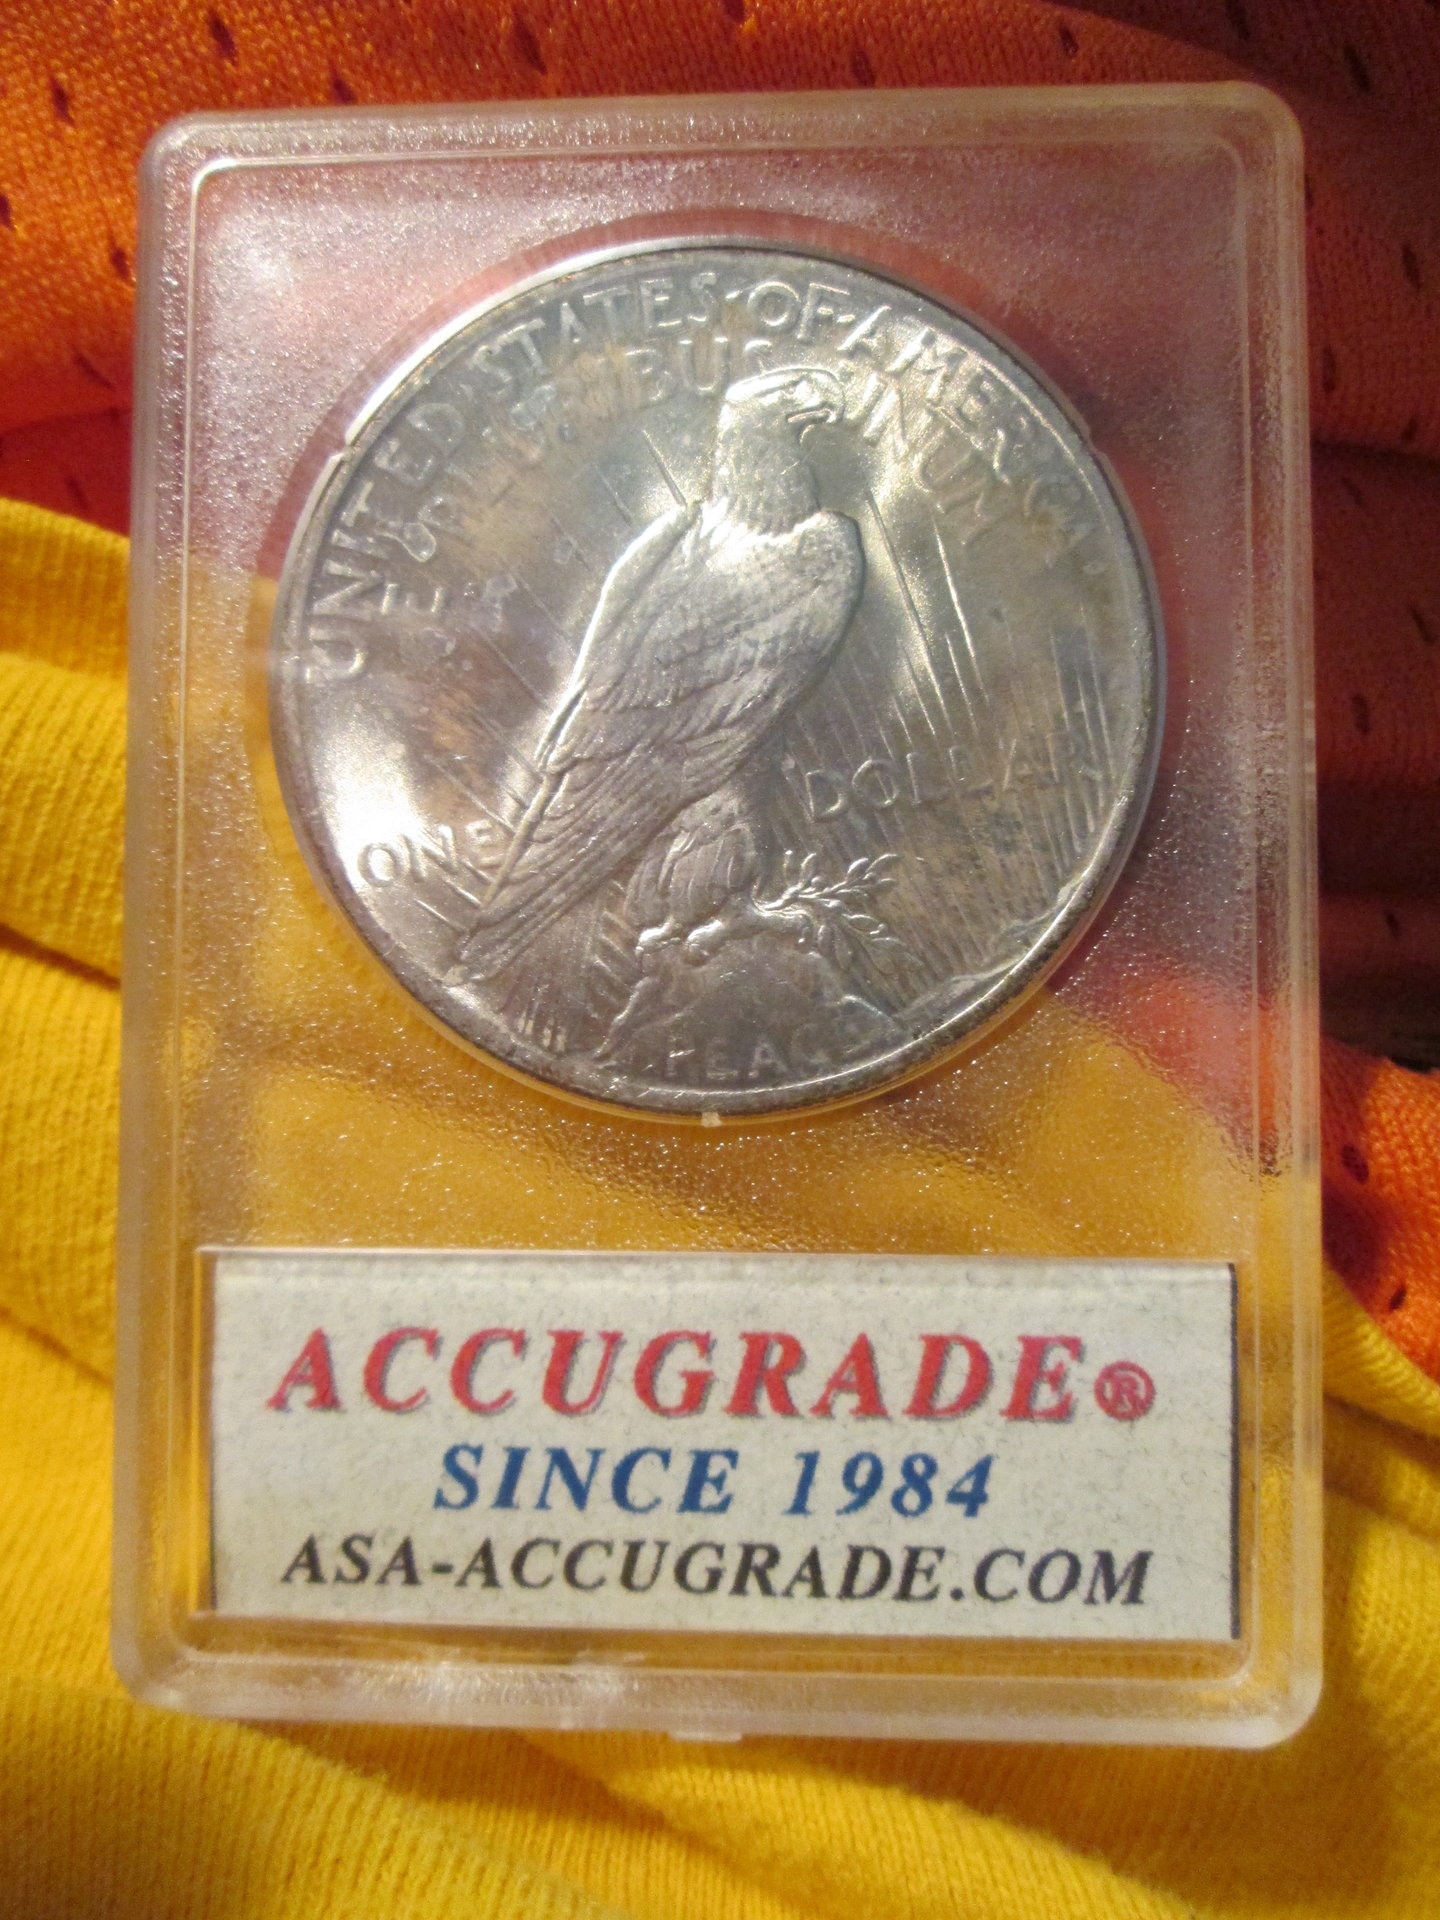 UNITED·STATES·OF·AMERICA
E PLURIBUS UNUM
ONE DOLLAR
PEACE
ACCUGRADE®
SINCE 1984
ASA-ACCUGRADE.COM